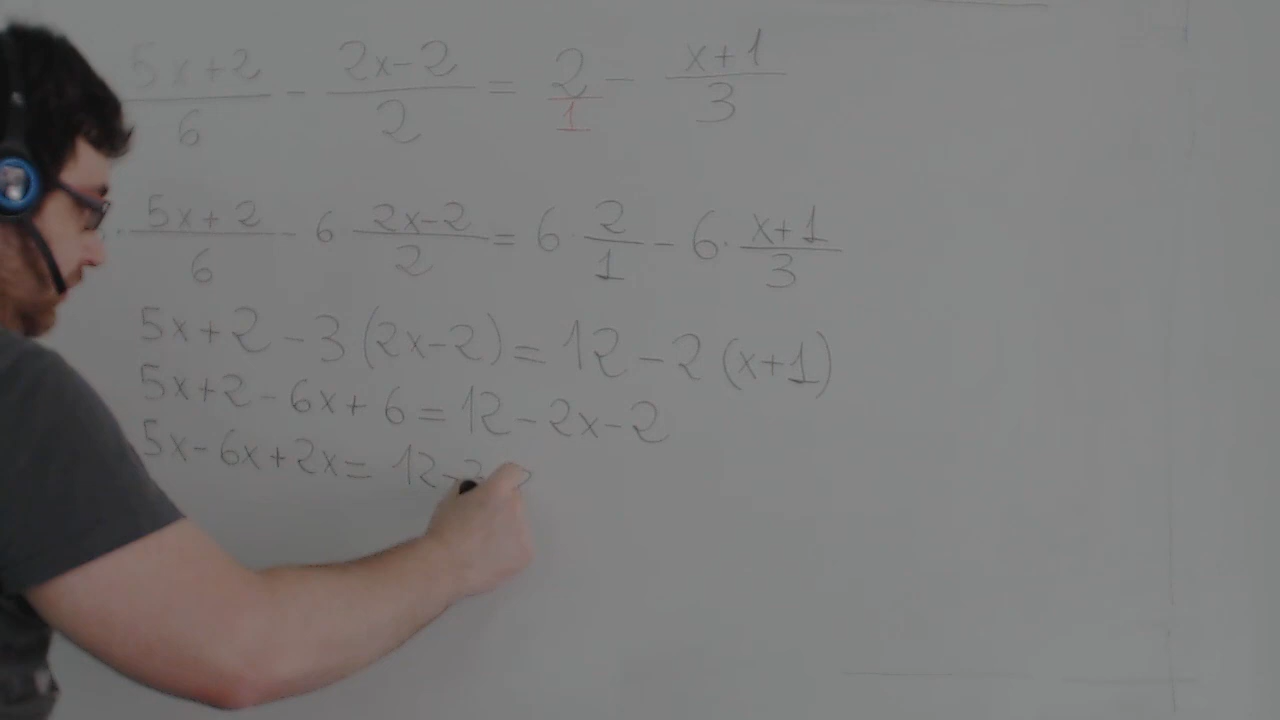 5x+2/6 - 2x-2/2 = 2/1 - x+1/3
· 5x+2/6 - 6· 2x-2/2 = 6· 2/1 - 6· x+1/3
5x+2-3(2x-2)=12-2(x+1)
5x+2-6x+6=12-2x-2
5x-6x+2x=12-2